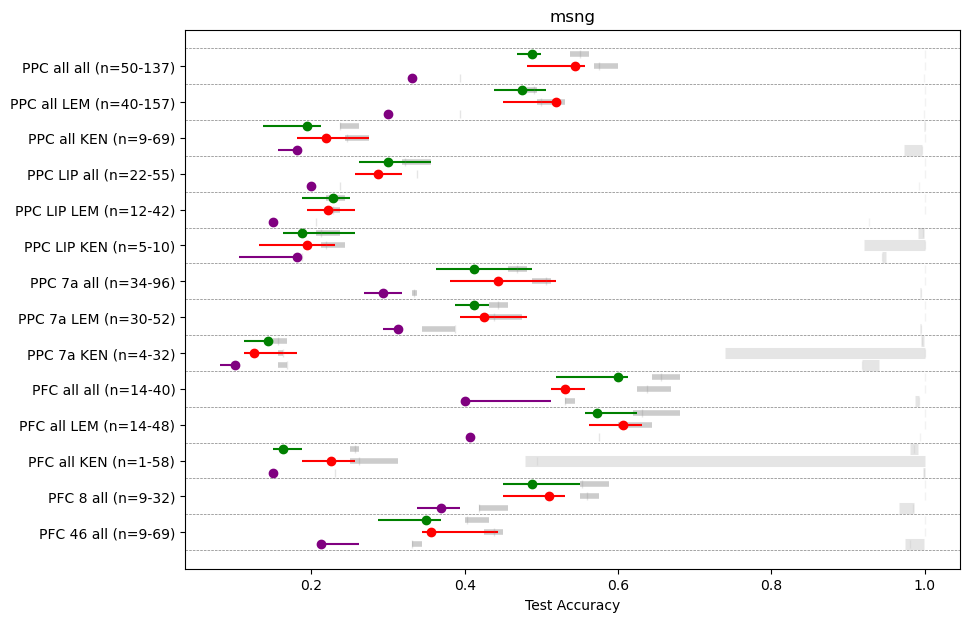 msng
PPC all all (n=50-137)
PPC all LEM (n=40-157)
PPC all KEN (n=9-69)
PPC LIP all (n=22-55)
PPC LIP LEM (n=12-42)
PPC LIP KEN (n=5-10)
PPC 7a all (n=34-96)
PPC 7a LEM (n=30-52)
PPC 7a KEN (n=4-32)
PFC all all (n=14-40)
PFC all LEM (n=14-48)
PFC all KEN (n=1-58)
PFC 8 all (n=9-32)
PFC 46 all (n=9-69)
0.2 0.4 0.6 0.8 1.0
Test Accuracy